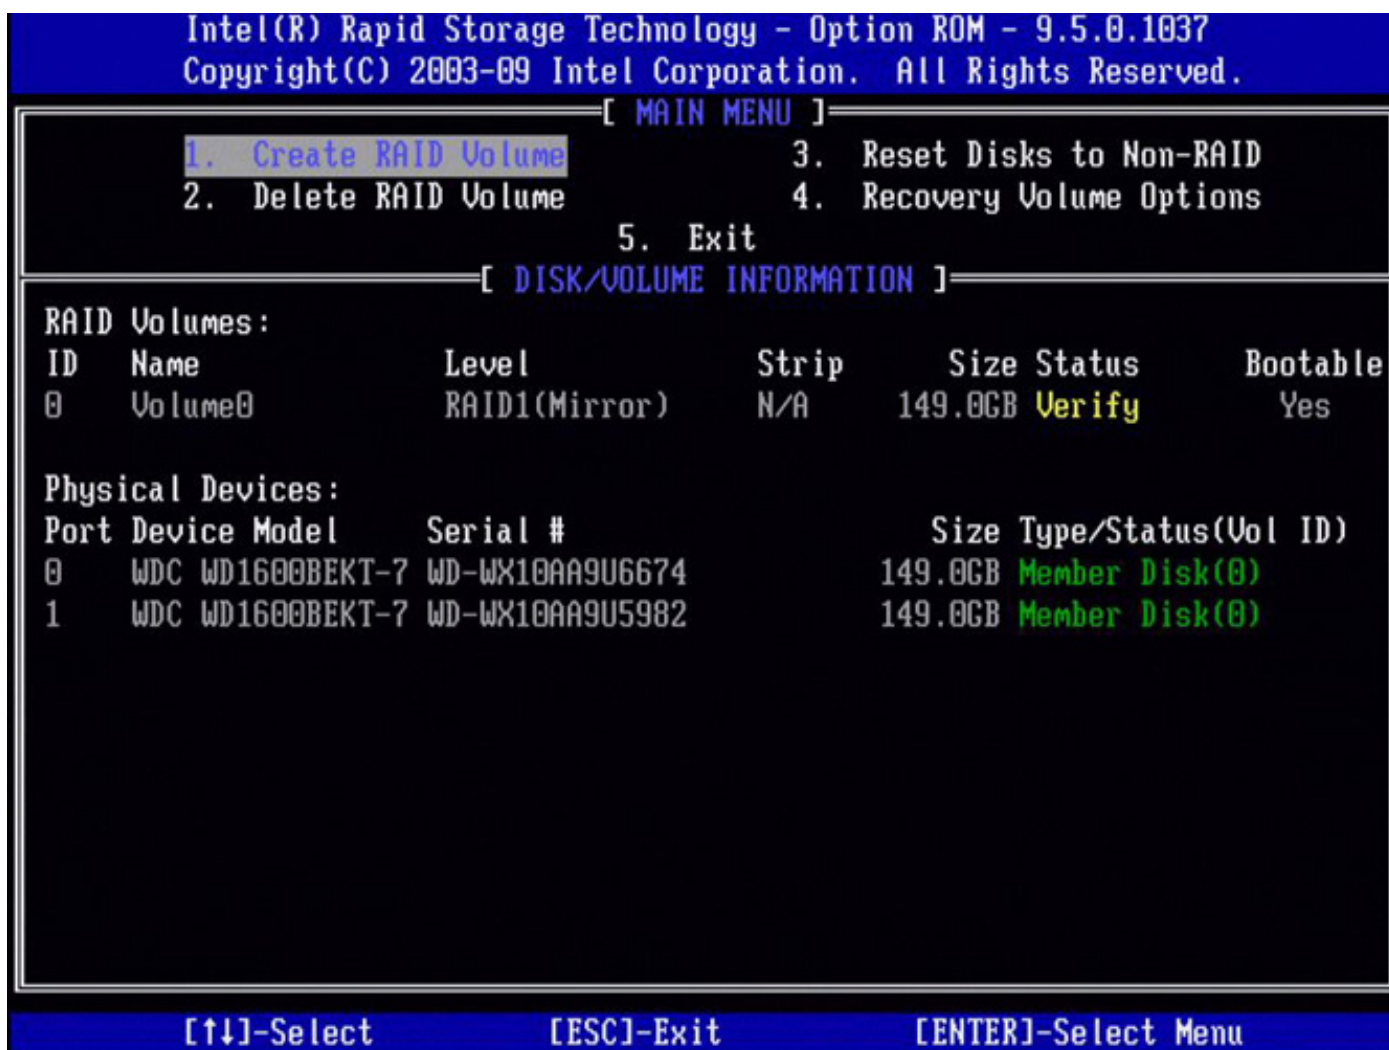 Intel(R) Rapid Storage Technology - Option ROM - 9.5.0.1037
Copyright(C) 2003-09 Intel Corporation.  All Rights Reserved.
[ MAIN MENU ]
1.  Create RAID Volume  3.  Reset Disks to Non-RAID
2.  Delete RAID Volume  4.  Recovery Volume Options
5.  Exit
[ DISK/VOLUME INFORMATION ]
RAID Volumes:
ID  Name  Level  Strip  Size Status  Bootable
0  Volume0  RAID1(Mirror)  N/A  149.0GB Verify  Yes
Physical Devices:
Port Device Model  Serial #  Size Type/Status(Vol ID)
0  WDC WD1600BEKT-7 WD-WX10AA9U6674  149.0GB Member Disk(0)
1  WDC WD1600BEKT-7 WD-WX10AA9U5982  149.0GB Member Disk(0)
[↑↓]-Select  [ESC]-Exit  [ENTER]-Select Menu